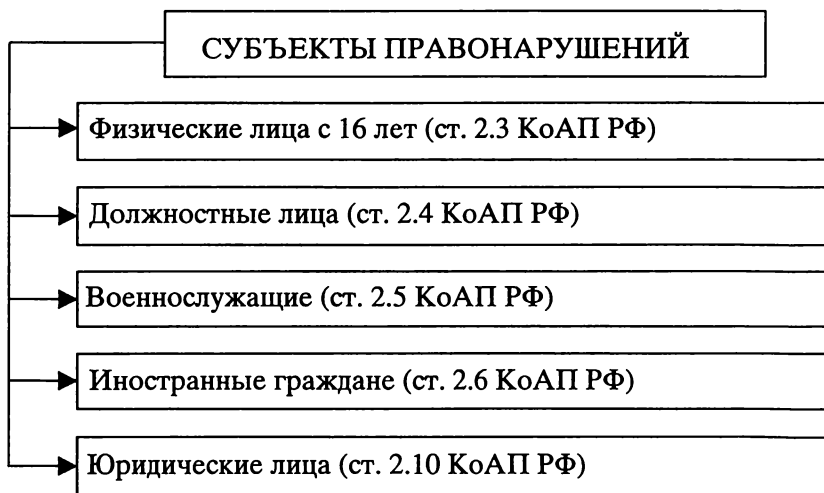 СУБЪЕКТЫ ПРАВОНАРУШЕНИЙ
Физические лица с 16 лет (ст. 2.3 КоАП РФ)
Должностные лица (ст. 2.4 КоАП РФ)
Военнослужащие (ст. 2.5 КоАП РФ)
Иностранные граждане (ст. 2.6 КоАП РФ)
Юридические лица (ст. 2.10 КоАП РФ)